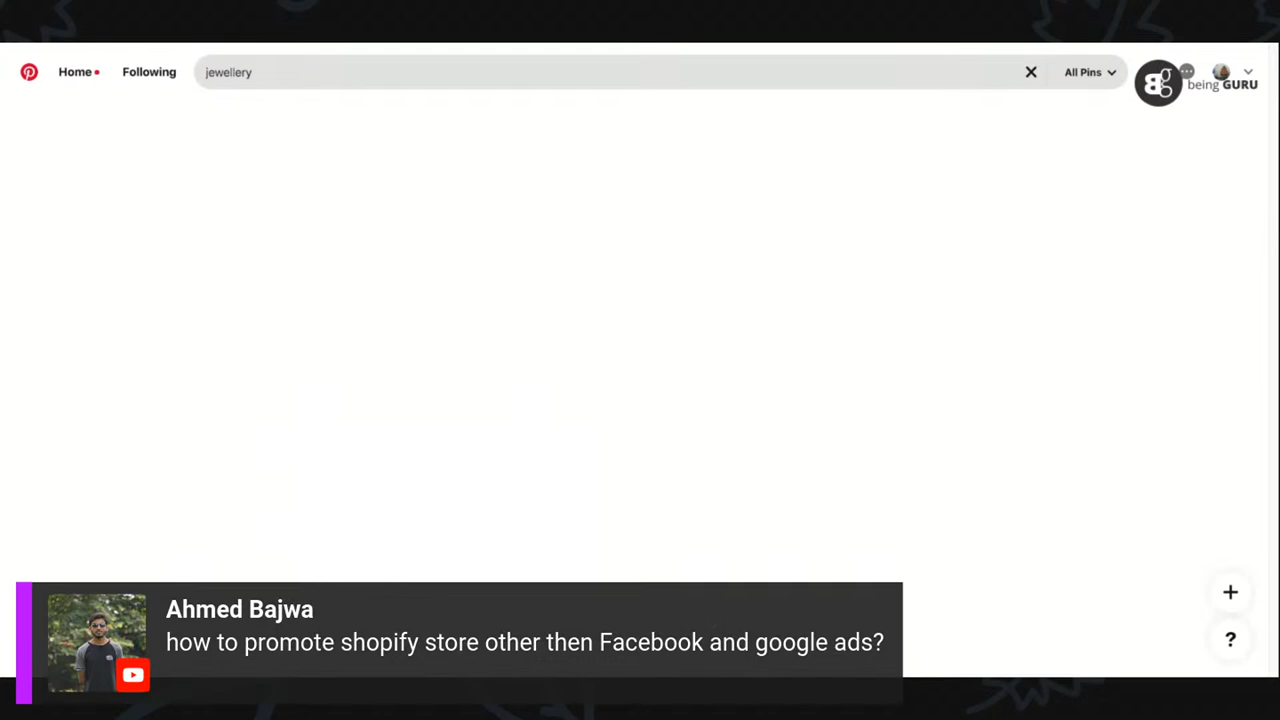 Home
Following
jewellery
All Pins
bg
being GURU
Ahmed Bajwa
how to promote shopify store other then Facebook and google ads?
+
?